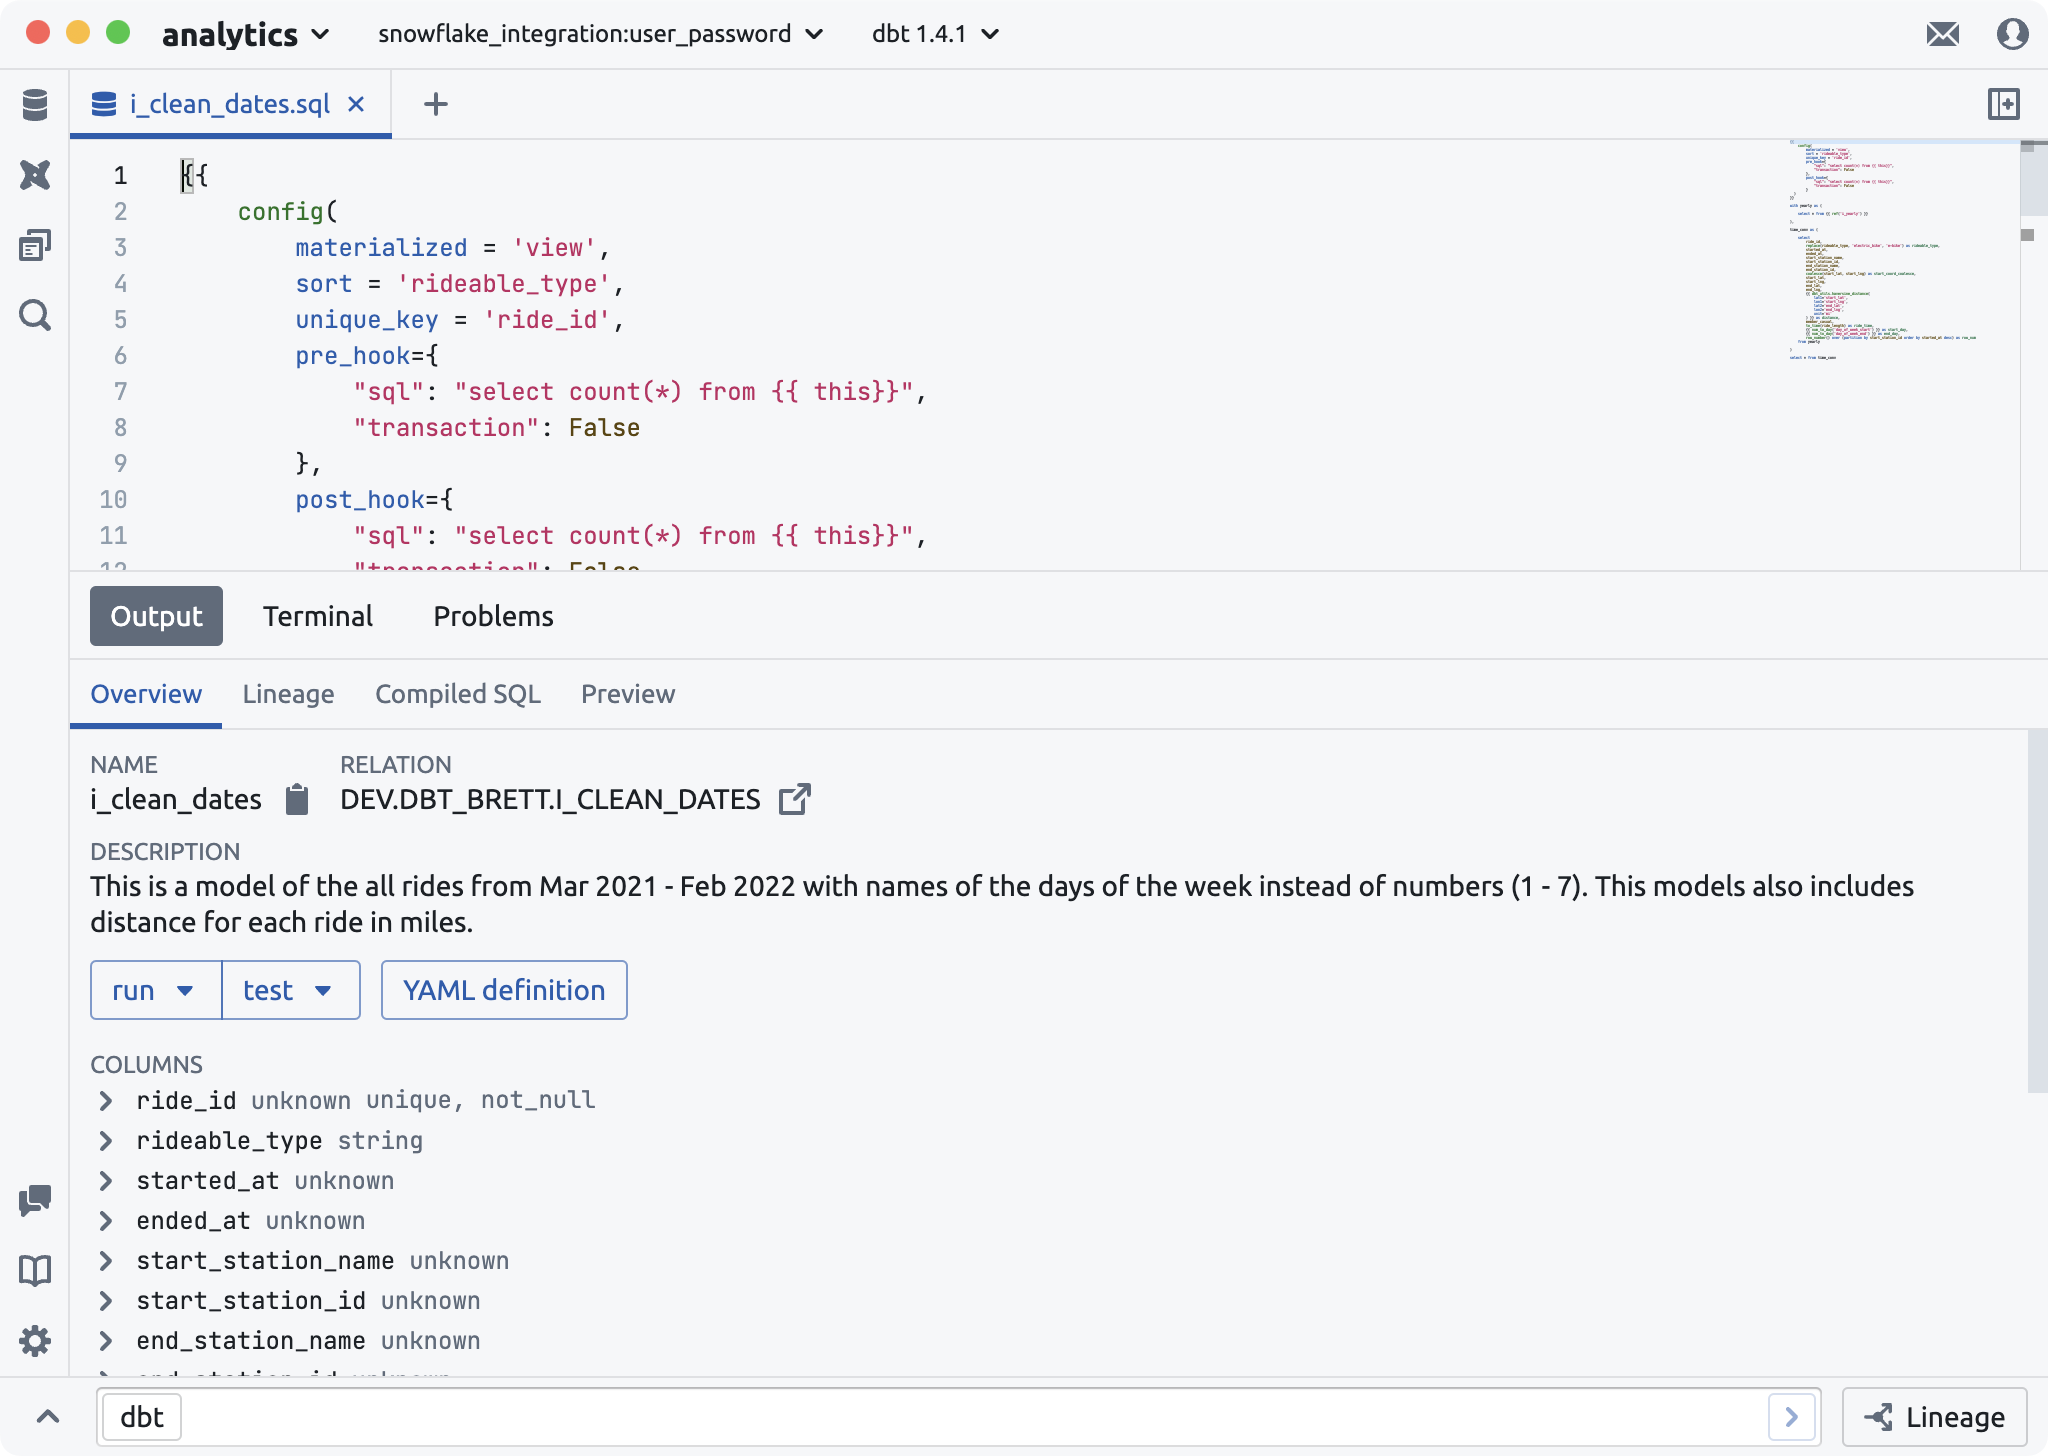 analytics snowflake_integration:user_password dbt 1.4.1
i_clean_dates.sql
1 {{
2 config(
3 materialized = 'view',
4 sort = 'rideable_type',
5 unique_key = 'ride_id',
6 pre_hook={
7 "sql": "select count(*) from {{ this}}",
8 "transaction": False
9 },
10 post_hook={
11 "sql": "select count(*) from {{ this}}",
12 "transaction": False
Output Terminal Problems
Overview Lineage Compiled SQL Preview
NAME RELATION
i_clean_dates DEV.DBT_BRETT.I_CLEAN_DATES
DESCRIPTION
This is a model of the all rides from Mar 2021 - Feb 2022 with names of the days of the week instead of numbers (1 - 7). This models also includes
distance for each ride in miles.
run test YAML definition
COLUMNS
ride_id unknown unique, not_null
rideable_type string
started_at unknown
ended_at unknown
start_station_name unknown
start_station_id unknown
end_station_name unknown
end_station_id unknown
dbt Lineage